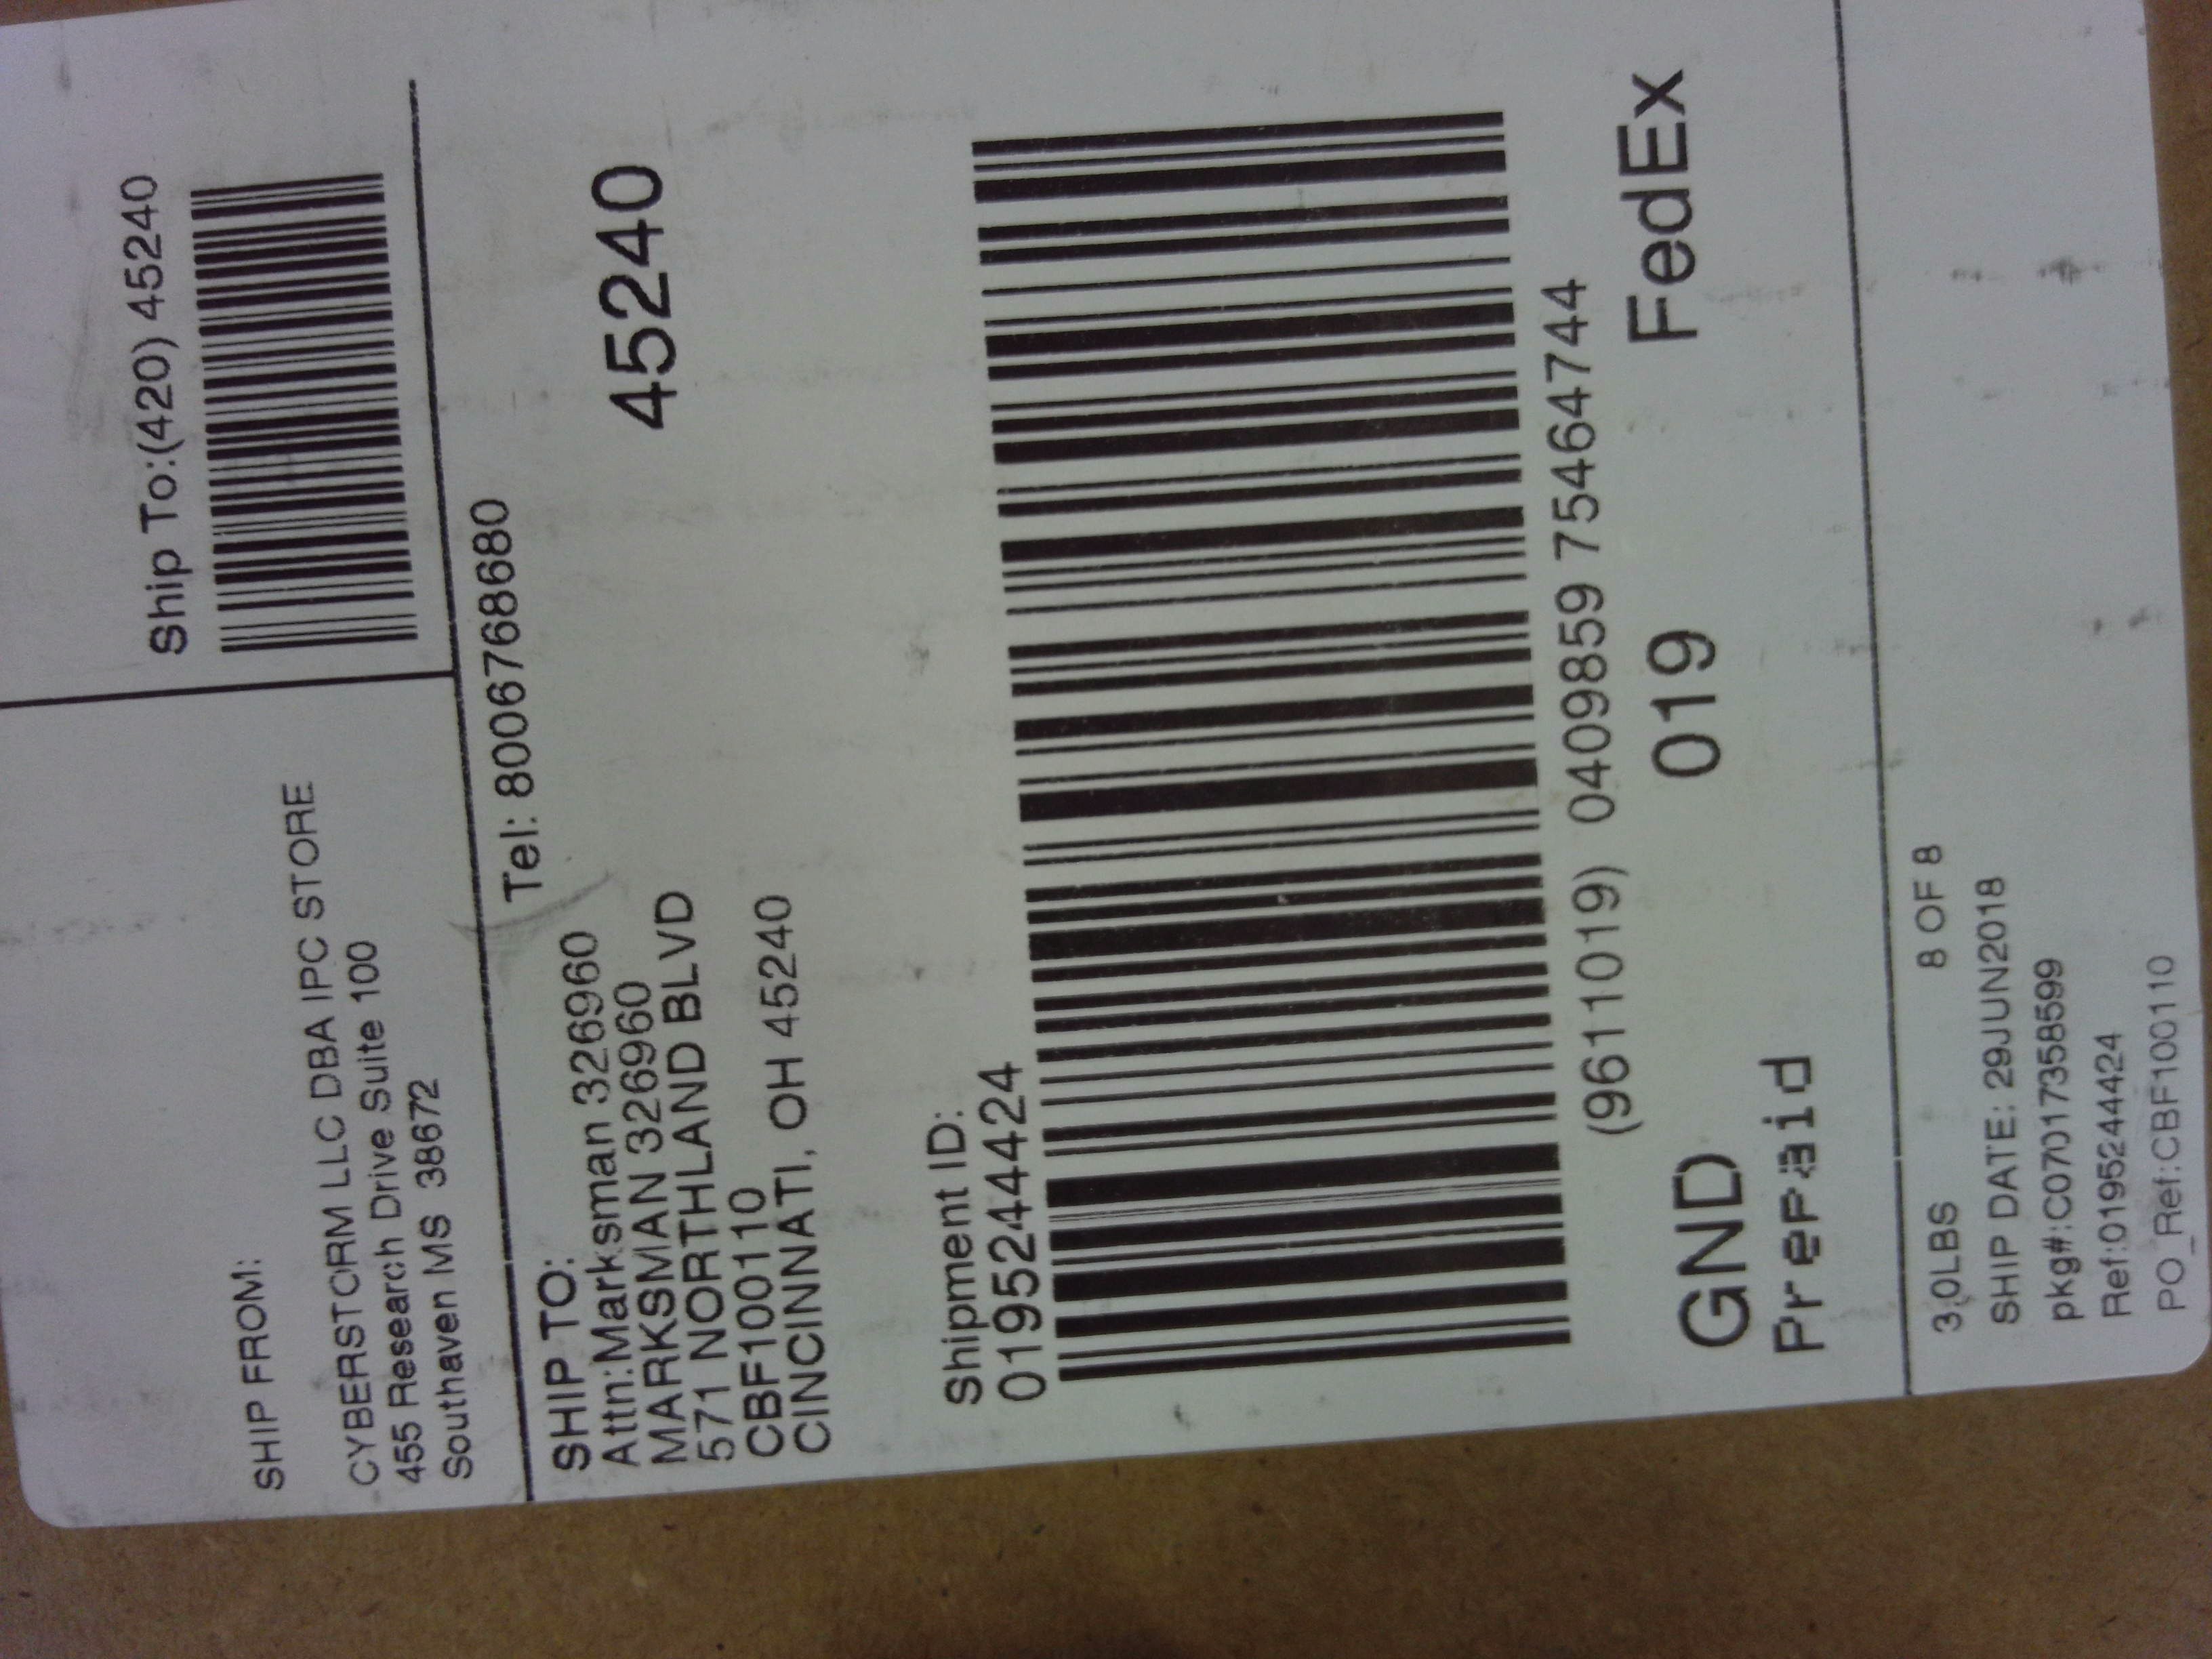 SHIP FROM:
CYBERSTORM LLC DBA IPC STORE
455 Research Drive Suite 100
Southaven MS 38672
Ship To:(420) 45240
SHIP TO:
Tel: 8006768680
Attn:Marksman 326960
MARKSMAN 326960
571 NORTHLAND BLVD
CBF100110
CINCINNATI, OH 45240
45240
Shipment ID:
01952444424
(9611019) 0409859 75464744
GND 019 FedEx
Prepaid
3.0LBS 8 OF 8
SHIP DATE: 29JUN2018
pkg#:C07017358599
Ref:01952444424
PO_Ref:CBF100110